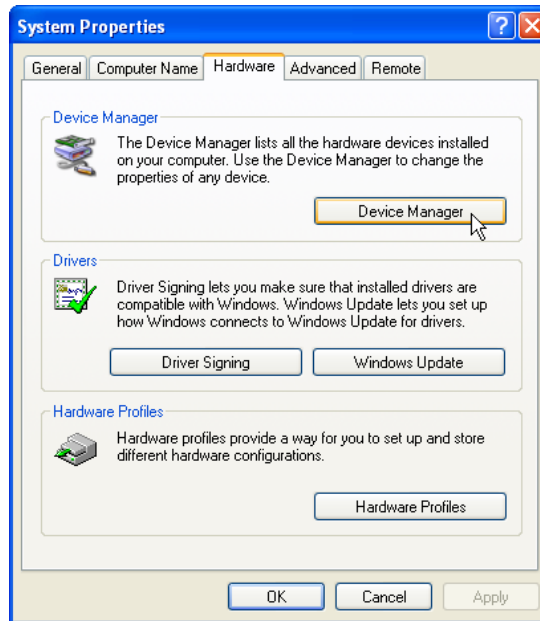 System Properties
General Computer Name Hardware Advanced Remote
Device Manager
The Device Manager lists all the hardware devices installed
on your computer. Use the Device Manager to change the
properties of any device.
Device Manager
Drivers
Driver Signing lets you make sure that installed drivers are
compatible with Windows. Windows Update lets you set up
how Windows connects to Windows Update for drivers.
Driver Signing Windows Update
Hardware Profiles
Hardware profiles provide a way for you to set up and store
different hardware configurations.
Hardware Profiles
OK Cancel Apply